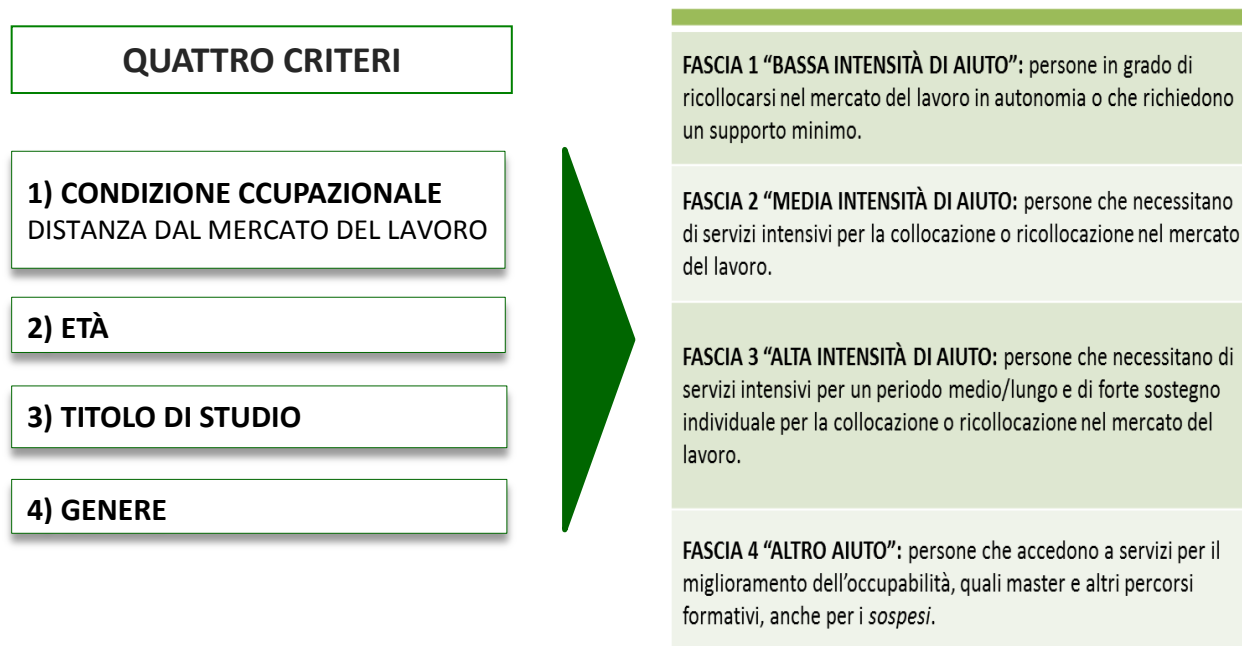 QUATTRO CRITERI
1) CONDIZIONE CCUPAZIONALE
DISTANZA DAL MERCATO DEL LAVORO
2) ETÀ
3) TITOLO DI STUDIO
4) GENERE
FASCIA 1 “BASSA INTENSITÀ DI AIUTO”: persone in grado di
ricollocarsi nel mercato del lavoro in autonomia o che richiedono
un supporto minimo.
FASCIA 2 “MEDIA INTENSITÀ DI AIUTO: persone che necessitano
di servizi intensivi per la collocazione o ricollocazione nel mercato
del lavoro.
FASCIA 3 “ALTA INTENSITÀ DI AIUTO: persone che necessitano di
servizi intensivi per un periodo medio/lungo e di forte sostegno
individuale per la collocazione o ricollocazione nel mercato del
lavoro.
FASCIA 4 “ALTRO AIUTO”: persone che accedono a servizi per il
miglioramento dell’occupabilità, quali master e altri percorsi
formativi, anche per i sospesi.